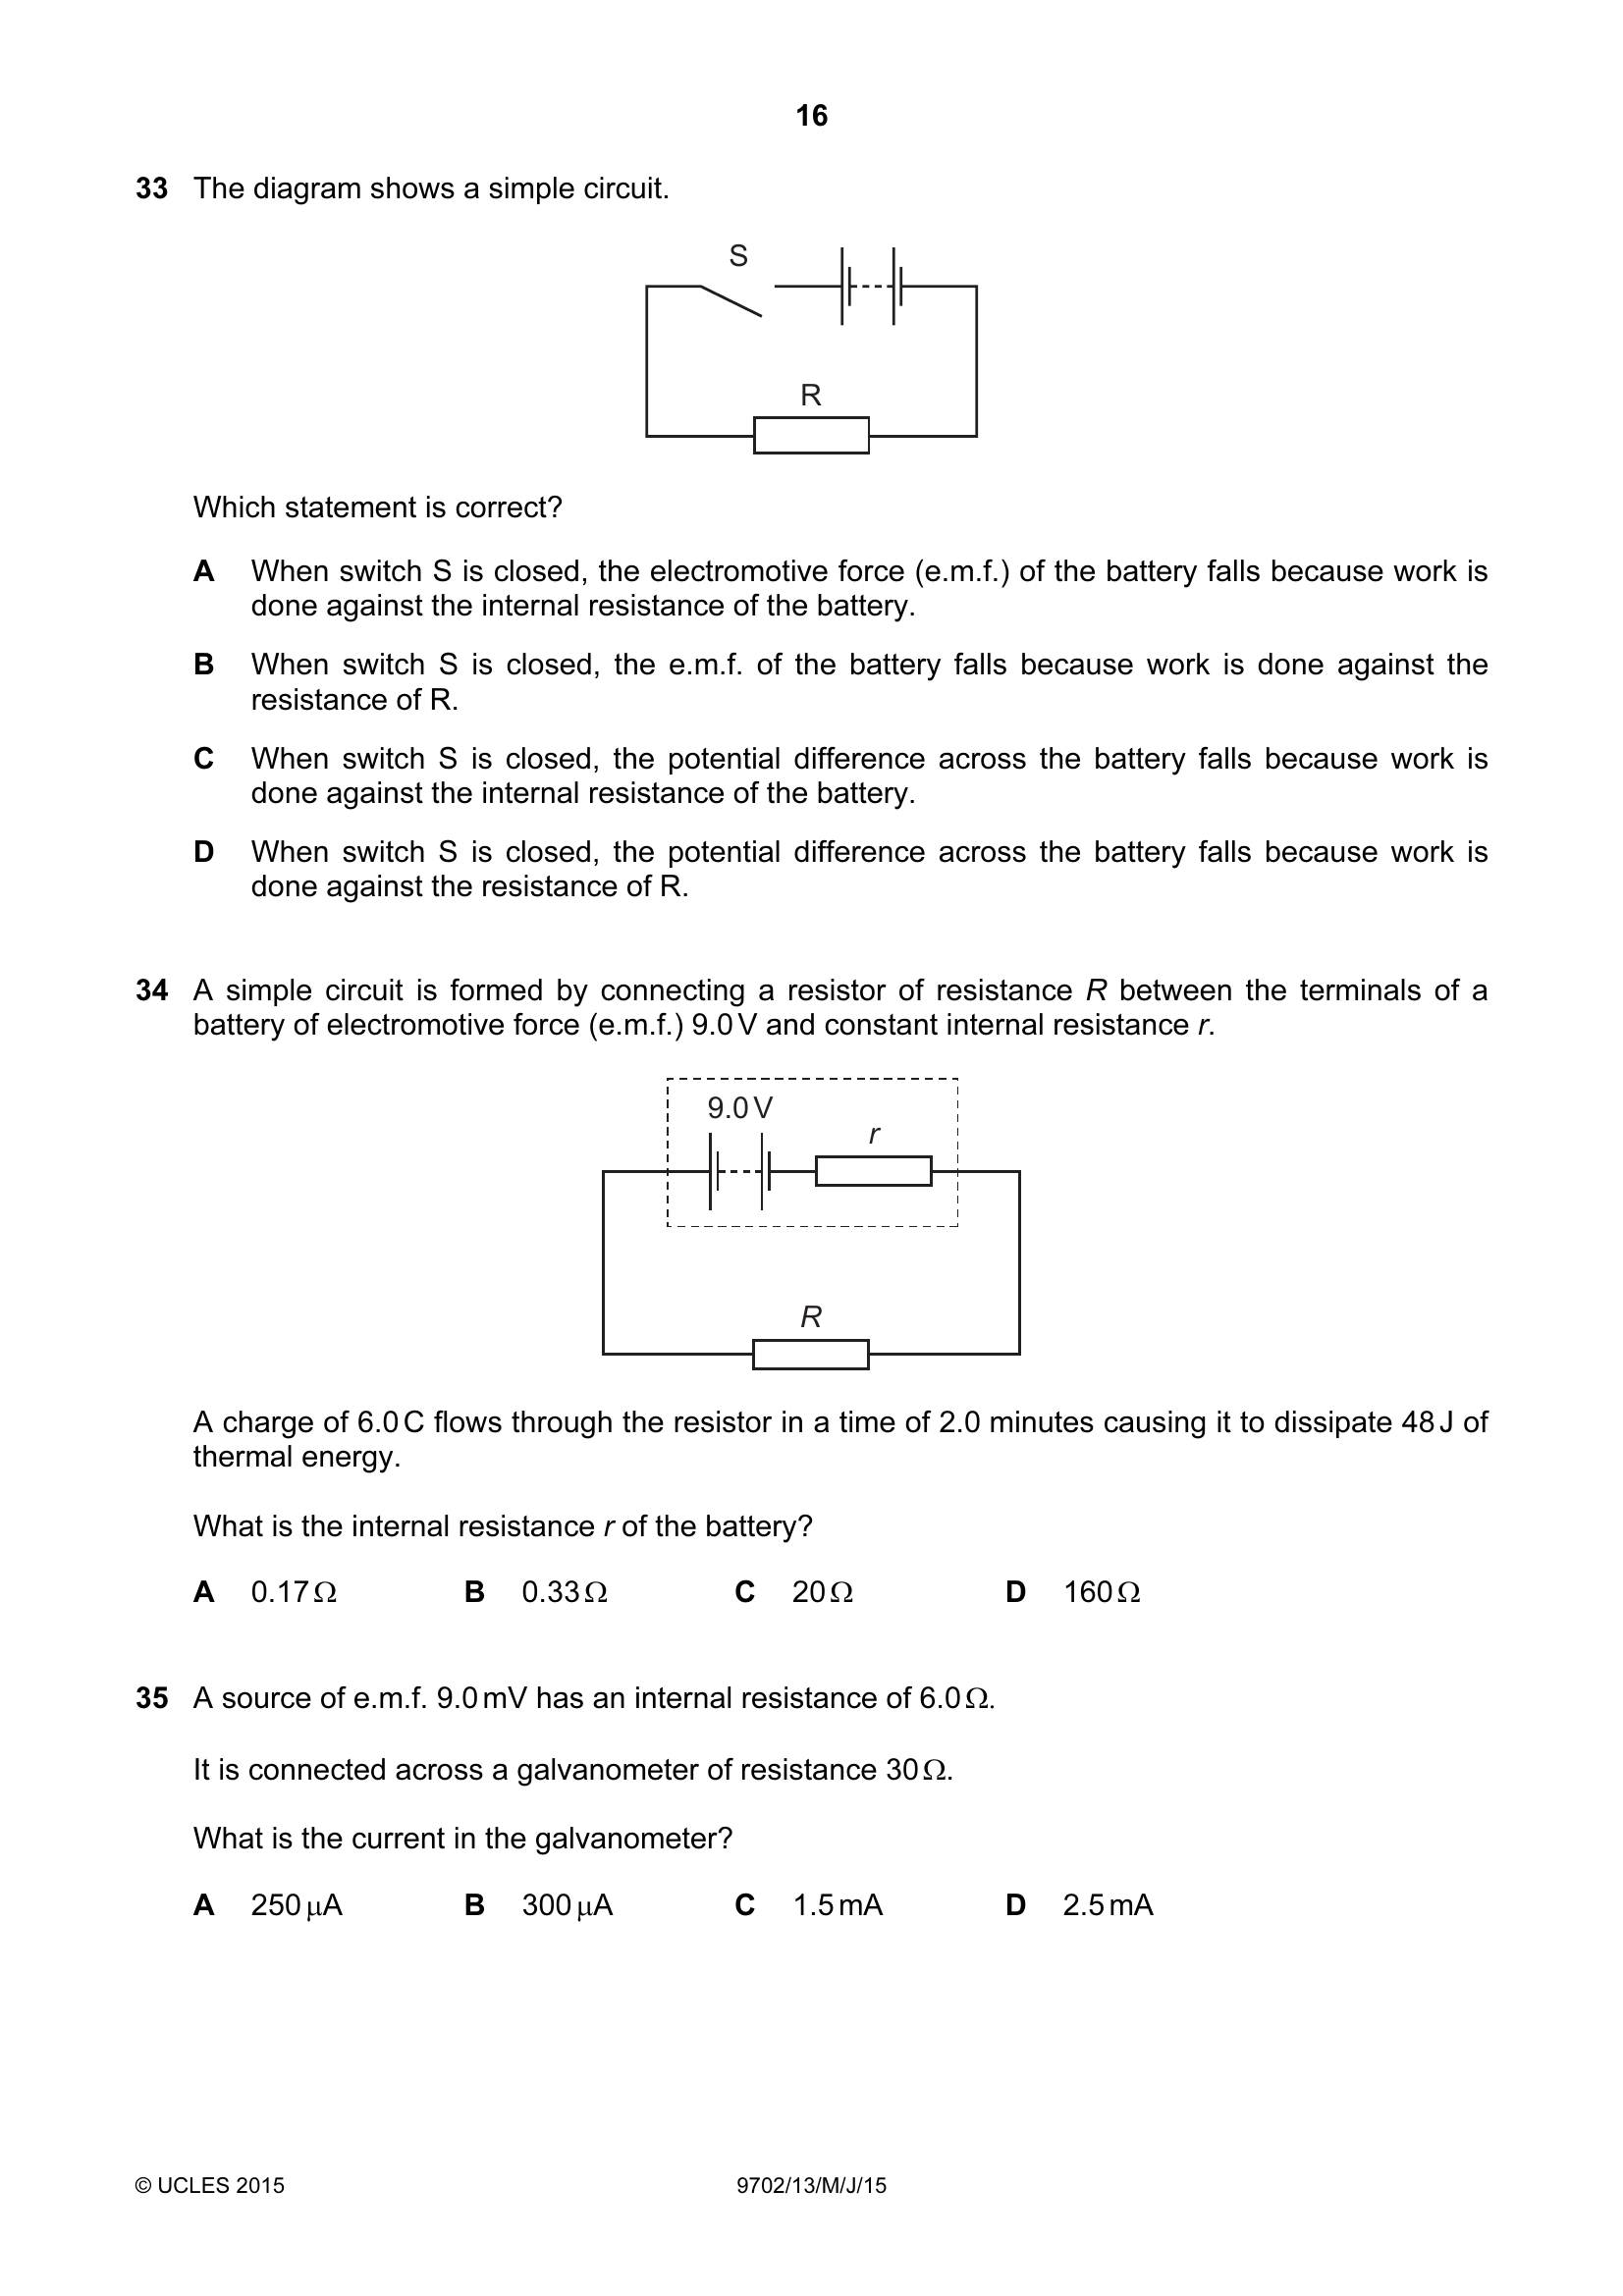 16
33 The diagram shows a simple circuit.
S
R
Which statement is correct?
A When switch S is closed, the electromotive force (e.m.f.) of the battery falls because work is
done against the internal resistance of the battery.
B When switch S is closed, the e.m.f. of the battery falls because work is done against the
resistance of R.
C When switch S is closed, the potential difference across the battery falls because work is
done against the internal resistance of the battery.
D When switch S is closed, the potential difference across the battery falls because work is
done against the resistance of R.
34 A simple circuit is formed by connecting a resistor of resistance R between the terminals of a
battery of electromotive force (e.m.f.) 9.0 V and constant internal resistance r.
9.0 V
r
R
A charge of 6.0 C flows through the resistor in a time of 2.0 minutes causing it to dissipate 48 J of
thermal energy.
What is the internal resistance r of the battery?
A 0.17 Ω B 0.33 Ω C 20 Ω D 160 Ω
35 A source of e.m.f. 9.0 mV has an internal resistance of 6.0 Ω.
It is connected across a galvanometer of resistance 30 Ω.
What is the current in the galvanometer?
A 250 μA B 300 μA C 1.5 mA D 2.5 mA
© UCLES 2015 9702/13/M/J/15